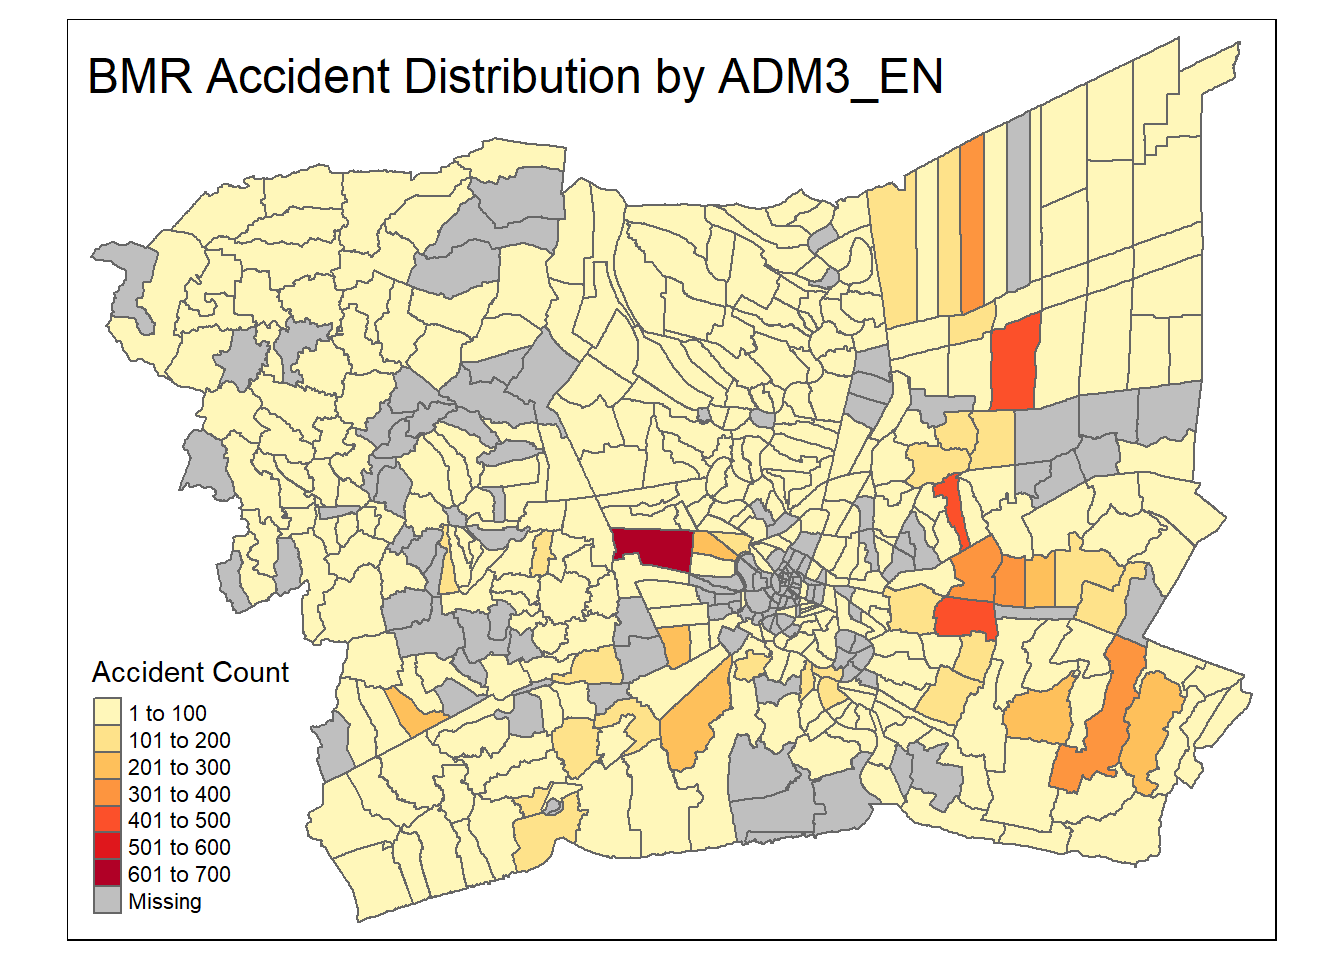 BMR Accident Distribution by ADM3_EN
Accident Count
1 to 100
101 to 200
201 to 300
301 to 400
401 to 500
501 to 600
601 to 700
Missing